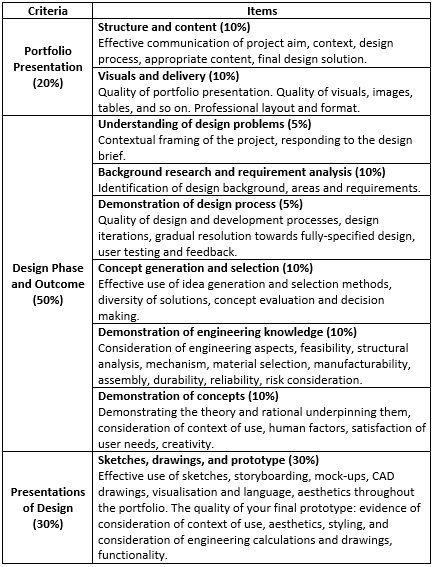 Criteria
Items
Portfolio
Presentation
(20%)
Structure and content (10%)
Effective communication of project aim, context, design
process, appropriate content, final design solution.
Visuals and delivery (10%)
Quality of portfolio presentation. Quality of visuals, images,
tables, and so on. Professional layout and format.
Design Phase
and Outcome
(50%)
Understanding of design problems (5%)
Contextual framing of the project, responding to the design
brief.
Background research and requirement analysis (10%)
Identification of design background, areas and requirements.
Demonstration of design process (5%)
Quality of design and development processes, design
iterations, gradual resolution towards fully-specified design,
user testing and feedback.
Concept generation and selection (10%)
Effective use of idea generation and selection methods,
diversity of solutions, concept evaluation and decision
making.
Demonstration of engineering knowledge (10%)
Consideration of engineering aspects, feasibility, structural
analysis, mechanism, material selection, manufacturability,
assembly, durability, reliability, risk consideration.
Demonstration of concepts (10%)
Demonstrating the theory and rational underpinning them,
consideration of context of use, human factors, satisfaction of
user needs, creativity.
Presentations
of Design
(30%)
Sketches, drawings, and prototype (30%)
Effective use of sketches, storyboarding, mock-ups, CAD
drawings, visualisation and language, aesthetics throughout
the portfolio. The quality of your final prototype: evidence of
consideration of context of use, aesthetics, styling, and
consideration of engineering calculations and drawings,
functionality.